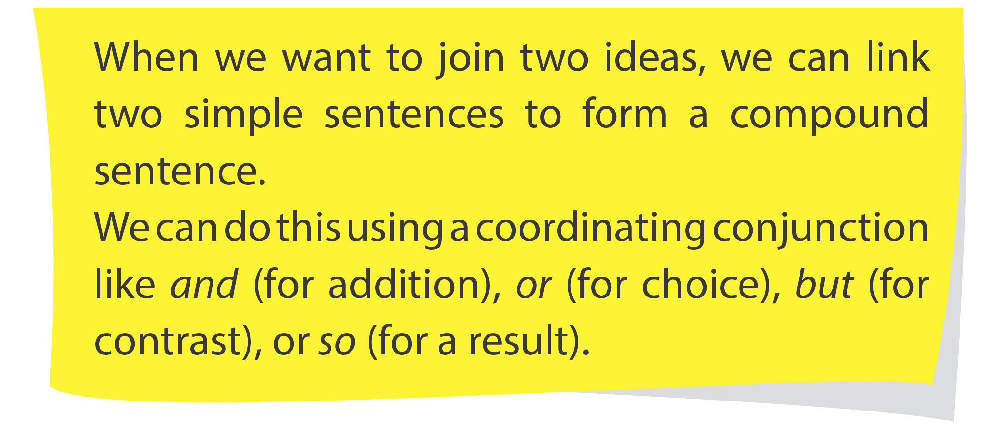 When we want to join two ideas, we can link
two simple sentences to form a compound
sentence.
We can do this using a coordinating conjunction
like and (for addition), or (for choice), but (for
contrast), or so (for a result).